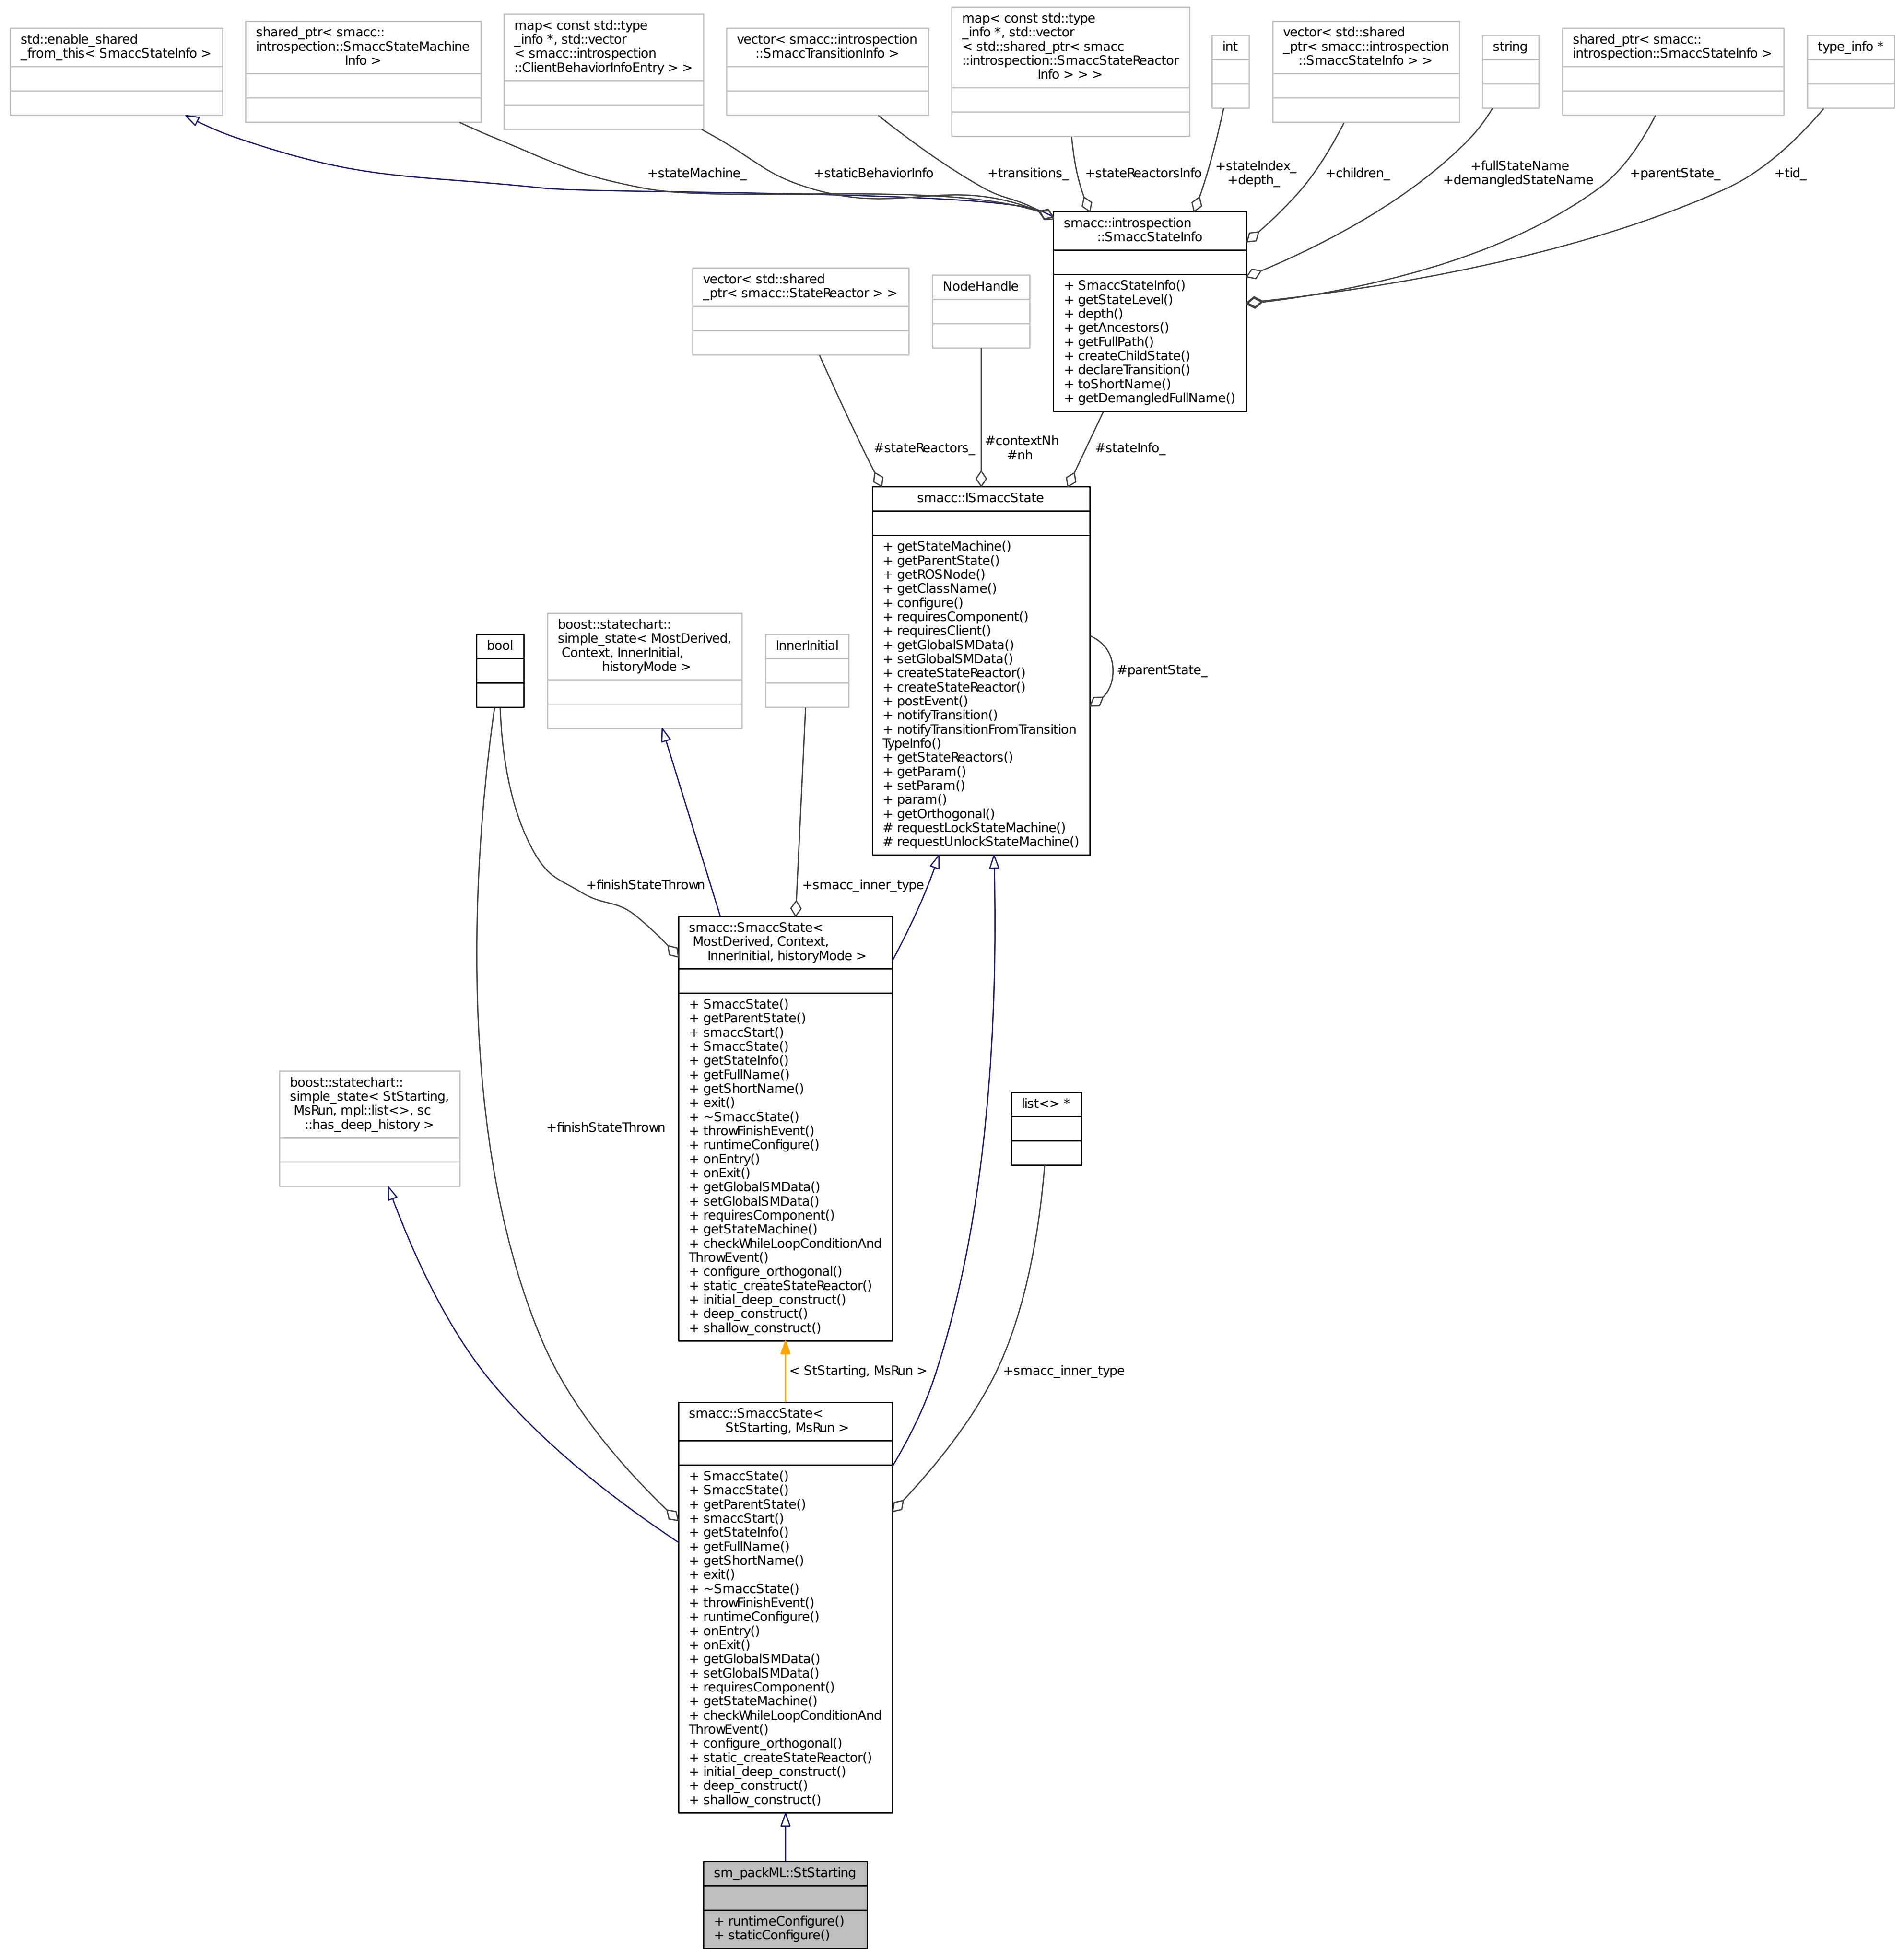 std::enable_shared
_from_this< SmaccStateInfo >
shared_ptr< smacc::
introspection::SmaccStateMachine
Info >
map< const std::type
_info *, std::vector
< smacc::introspection
::ClientBehaviorInfoEntry > >
vector< smacc::introspection
::SmaccTransitionInfo >
map< const std::type
_info *, std::vector
< std::shared_ptr< smacc
::introspection::SmaccStateReactor
Info > > >
int
vector< std::shared
_ptr< smacc::introspection
::SmaccStateInfo > >
string
shared_ptr< smacc::
introspection::SmaccStateInfo >
type_info *
+stateMachine_
+staticBehaviorInfo
+transitions_
+stateReactorsInfo
+stateIndex_
+depth_
+children_
+fullStateName
+demangledStateName
+parentState_
+tid_
smacc::introspection
::SmaccStateInfo
+ SmaccStateInfo()
+ getStateLevel()
+ depth()
+ getAncestors()
+ getFullPath()
+ createChildState()
+ declareTransition()
+ toShortName()
+ getDemangledFullName()
vector< std::shared
_ptr< smacc::StateReactor > >
NodeHandle
#stateReactors_
#contextNh
#nh
#stateInfo_
smacc::ISmaccState
+ getStateMachine()
+ getParentState()
+ getROSNode()
+ getClassName()
+ configure()
+ requiresComponent()
+ requiresClient()
+ getGlobalSMData()
+ setGlobalSMData()
+ createStateReactor()
+ createStateReactor()
+ postEvent()
+ notifyTransition()
+ notifyTransitionFromTransition
TypeInfo()
+ getStateReactors()
+ getParam()
+ setParam()
+ param()
+ getOrthogonal()
# requestLockStateMachine()
# requestUnlockStateMachine()
#parentState_
bool
boost::statechart::
simple_state< MostDerived,
Context, InnerInitial,
historyMode >
InnerInitial
+finishStateThrown
+smacc_inner_type
smacc::SmaccState<
MostDerived, Context,
InnerInitial, historyMode >
+ SmaccState()
+ getParentState()
+ smaccStart()
+ SmaccState()
+ getStateInfo()
+ getFullName()
+ getShortName()
+ exit()
+ ~SmaccState()
+ throwFinishEvent()
+ runtimeConfigure()
+ onEntry()
+ onExit()
+ getGlobalSMData()
+ setGlobalSMData()
+ requiresComponent()
+ getStateMachine()
+ checkWhileLoopConditionAnd
ThrowEvent()
+ configure_orthogonal()
+ static_createStateReactor()
+ initial_deep_construct()
+ deep_construct()
+ shallow_construct()
boost::statechart::
simple_state< StStarting,
MsRun, mpl::list<>, sc
::has_deep_history >
+finishStateThrown
list<> *
< StStarting, MsRun >
+smacc_inner_type
smacc::SmaccState<
StStarting, MsRun >
+ SmaccState()
+ SmaccState()
+ getParentState()
+ smaccStart()
+ getStateInfo()
+ getFullName()
+ getShortName()
+ exit()
+ ~SmaccState()
+ throwFinishEvent()
+ runtimeConfigure()
+ onEntry()
+ onExit()
+ getGlobalSMData()
+ setGlobalSMData()
+ requiresComponent()
+ getStateMachine()
+ checkWhileLoopConditionAnd
ThrowEvent()
+ configure_orthogonal()
+ static_createStateReactor()
+ initial_deep_construct()
+ deep_construct()
+ shallow_construct()
sm_packML::StStarting
+ runtimeConfigure()
+ staticConfigure()